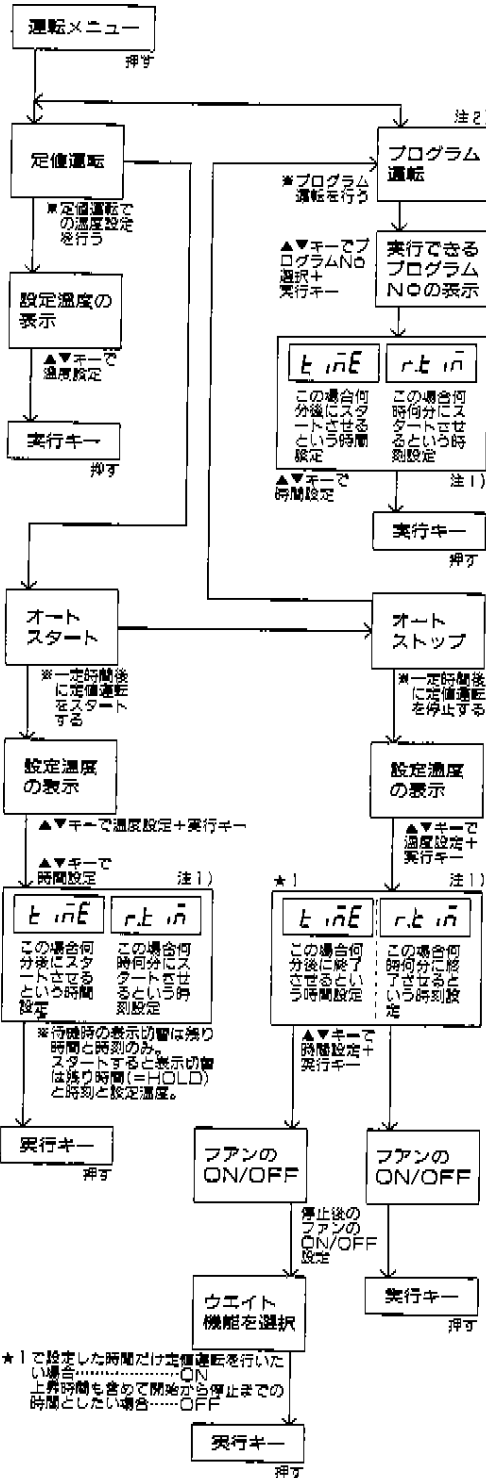 運転メニュー
押す
定値運転
※定値運転で
の温度設定
を行う
設定温度の
表示
▲▼キーで
温度設定
実行キー
押す
注2)
プログラム
運転
※プログラム
運転を行う
▲▼キーでプ
ログラムNo
選択+
実行キー
実行できる
プログラム
NOの表示
timE r.tim
この場合何
分後にスタ
ートさせる
という時間
設定
この場合何
時何分にス
タートさせ
るという時
刻設定
▲▼キーで
時間設定
注1)
実行キー
押す
オート
スタート
※一定時間後
に定値運転
をスタート
する
設定温度
の表示
▲▼キーで温度設定+実行キー
▲▼キーで
時間設定
注1)
timE r.tim
この場合何
分後にスタ
ートさせる
という時間
設定
この場合何
時何分にス
タートさせ
るという時
刻設定
※待機時の表示切替は残り
時間と時刻のみ。
スタートすると表示切替
は残り時間(=HOLD)
と時刻と設定温度。
実行キー
押す
オート
ストップ
※一定時間後
に定値運転
を停止する
設定温度
の表示
▲▼キーで
温度設定+
実行キー
★1
注1)
timE r.tim
この場合何
分後に終了
させるとい
う時間設定
この場合何
時何分に終
了させると
いう時刻設
定
▲▼キーで
時間設定+
実行キー
ファンの
ON/OFF
ファンの
ON/OFF
停止後の
ファンの
ON/OFF
設定
実行キー
押す
ウエイト
機能を選択
★1で設定した時間だけ定値運転を行いた
い場合…………ON
上昇時間も含めて開始から停止までの
時間としたい場合……OFF
実行キー
押す